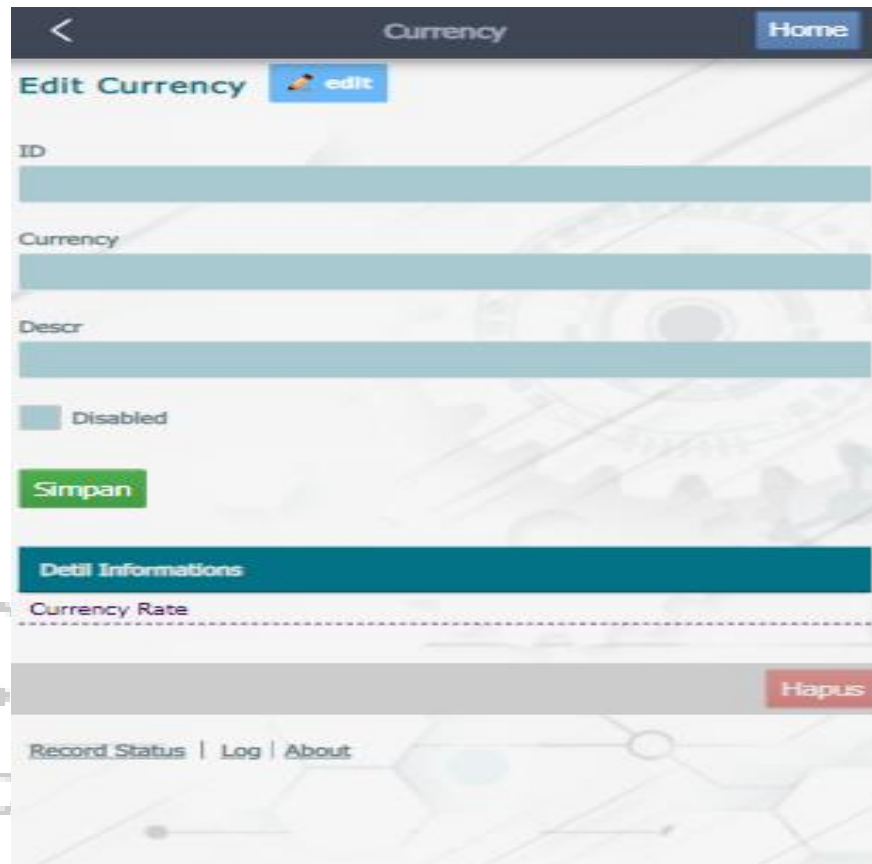 < Currency Home
Edit Currency edit
ID
Currency
Descr
Disabled
Simpan
Detil Informations
Currency Rate
Hapus
Record Status | Log | About